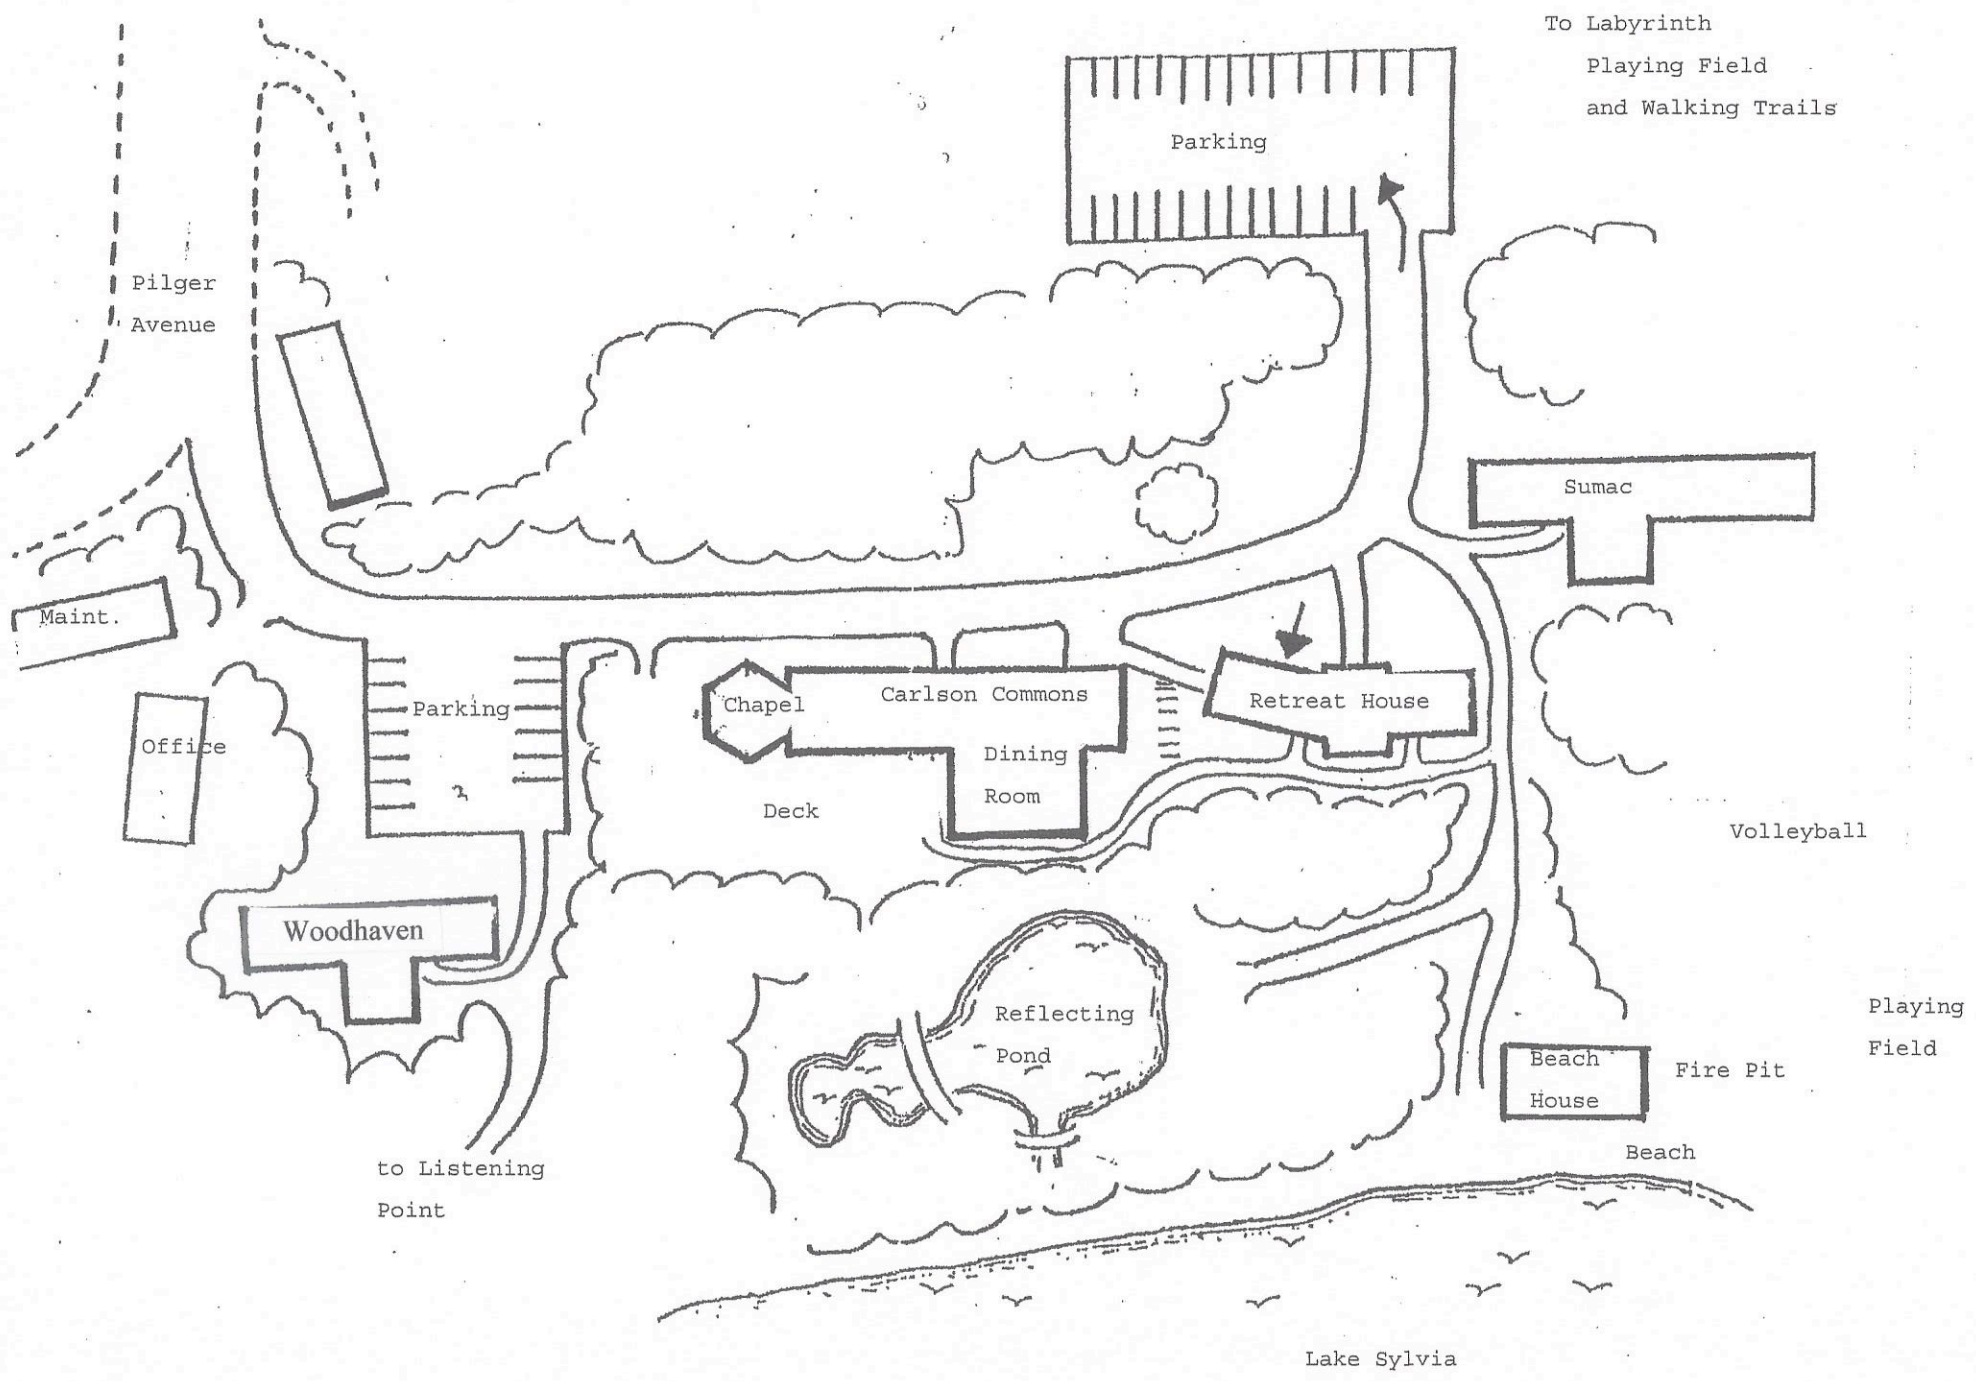 To Labyrinth
Playing Field
and Walking Trails
Parking
Pilger
Avenue
Sumac
Maint.
Parking
Office
Chapel
Carlson Commons
Retreat House
Dining
Room
Deck
Volleyball
Woodhaven
Reflecting
Pond
Playing
Field
Beach
House
Fire Pit
Beach
to Listening
Point
Lake Sylvia